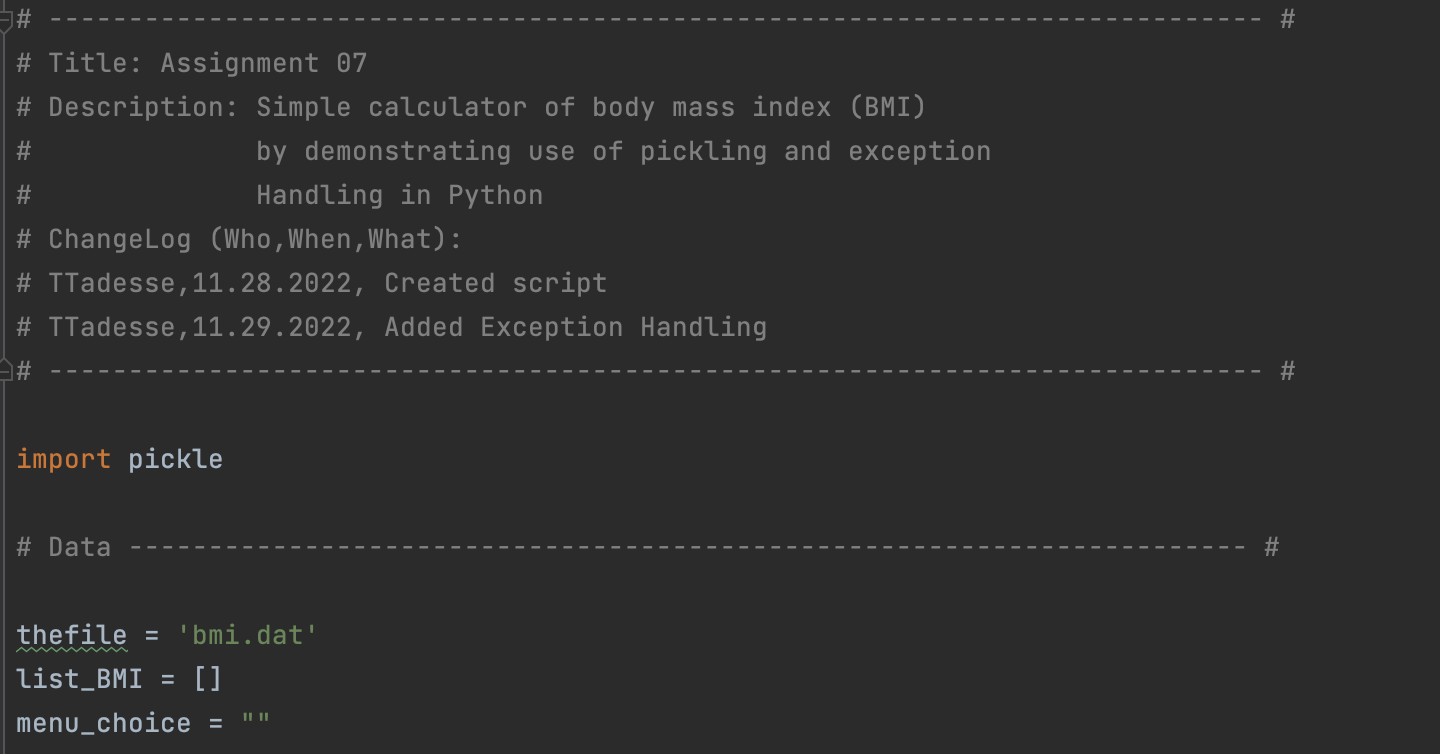 # ---------------------------------------------------------------------------- #
# Title: Assignment 07
# Description: Simple calculator of body mass index (BMI)
#              by demonstrating use of pickling and exception
#              Handling in Python
# ChangeLog (Who,When,What):
# TTadesse,11.28.2022, Created script
# TTadesse,11.29.2022, Added Exception Handling
# ---------------------------------------------------------------------------- #
import pickle
# Data ---------------------------------------------------------------------- #
thefile = 'bmi.dat'
list_BMI = []
menu_choice = ""